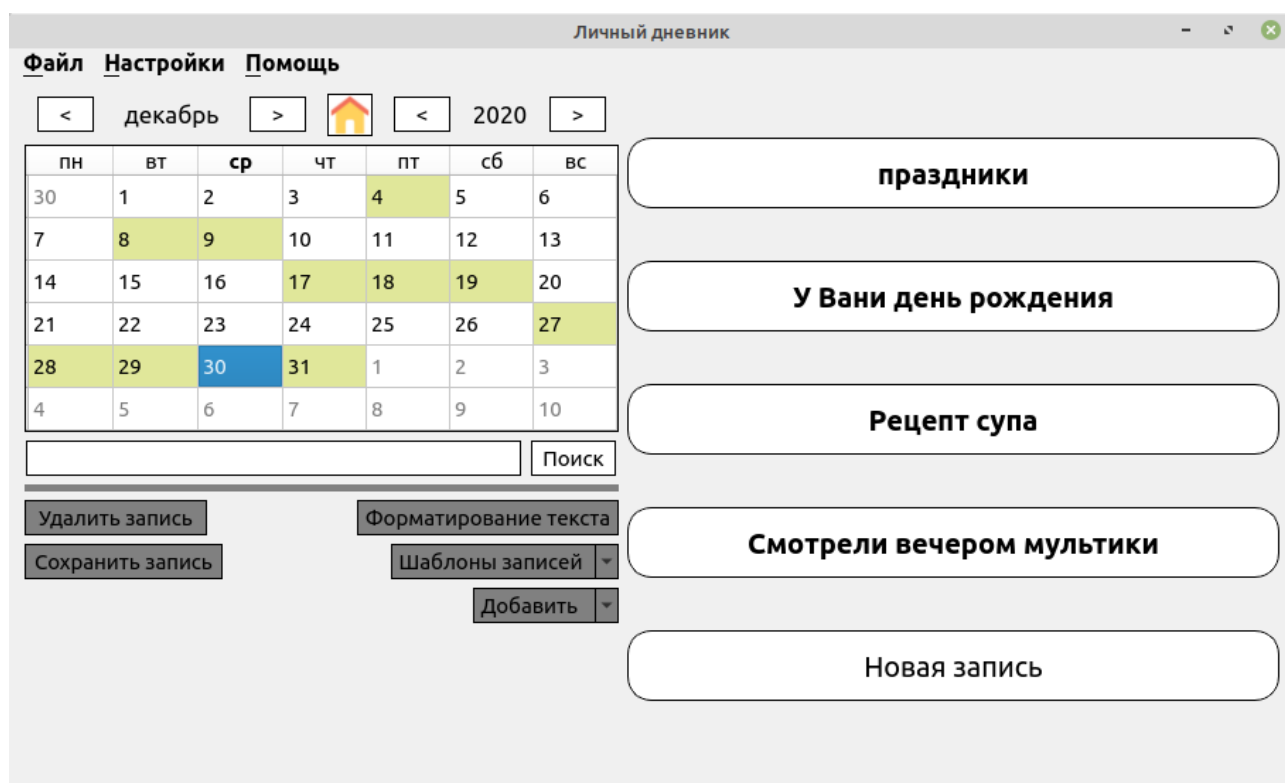 Личный дневник
Файл Настройки Помощь
< декабрь > < 2020 >
пн вт ср чт пт сб вс
30 1 2 3 4 5 6
7 8 9 10 11 12 13
14 15 16 17 18 19 20
21 22 23 24 25 26 27
28 29 30 31 1 2 3
4 5 6 7 8 9 10
Поиск
Удалить запись Форматирование текста
Сохранить запись Шаблоны записей
Добавить
праздники
У Вани день рождения
Рецепт супа
Смотрели вечером мультики
Новая запись